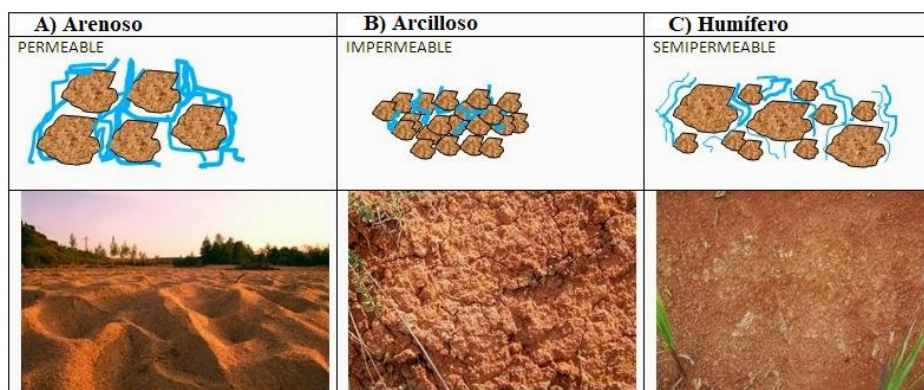 A) Arenoso
B) Arcilloso
C) Humífero
PERMEABLE
IMPERMEABLE
SEMIPERMEABLE